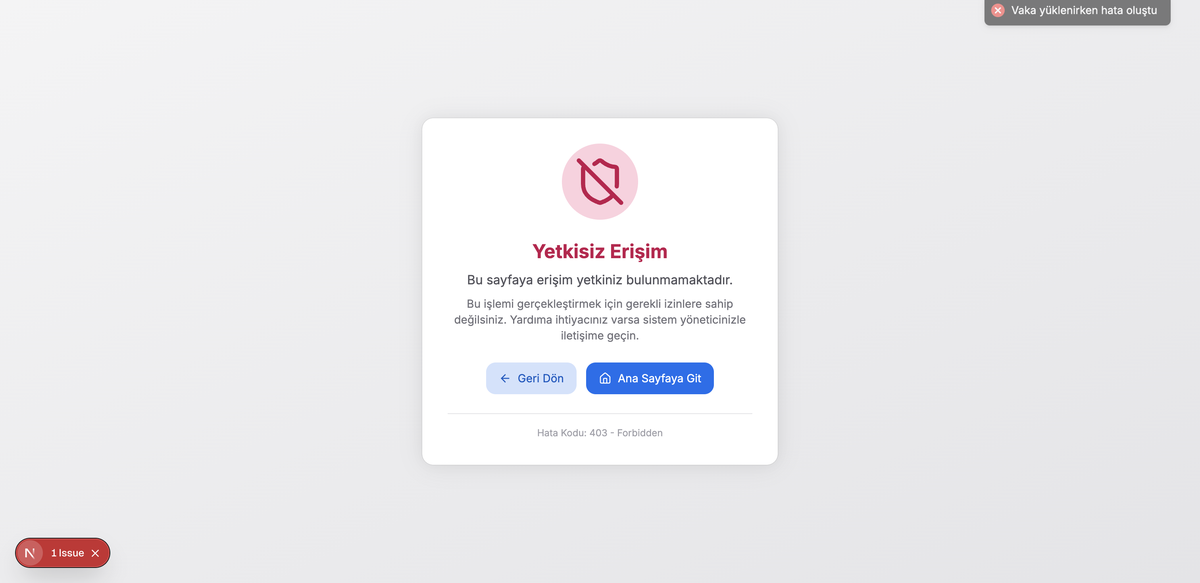 Vaka yüklenirken hata oluştu
Yetkisiz Erişim
Bu sayfaya erişim yetkiniz bulunmamaktadır.
Bu işlemi gerçekleştirmek için gerekli izinlere sahip
değilsiniz. Yardıma ihtiyacınız varsa sistem yöneticinizle
iletişime geçin.
Geri Dön
Ana Sayfaya Git
Hata Kodu: 403 - Forbidden
N 1 Issue